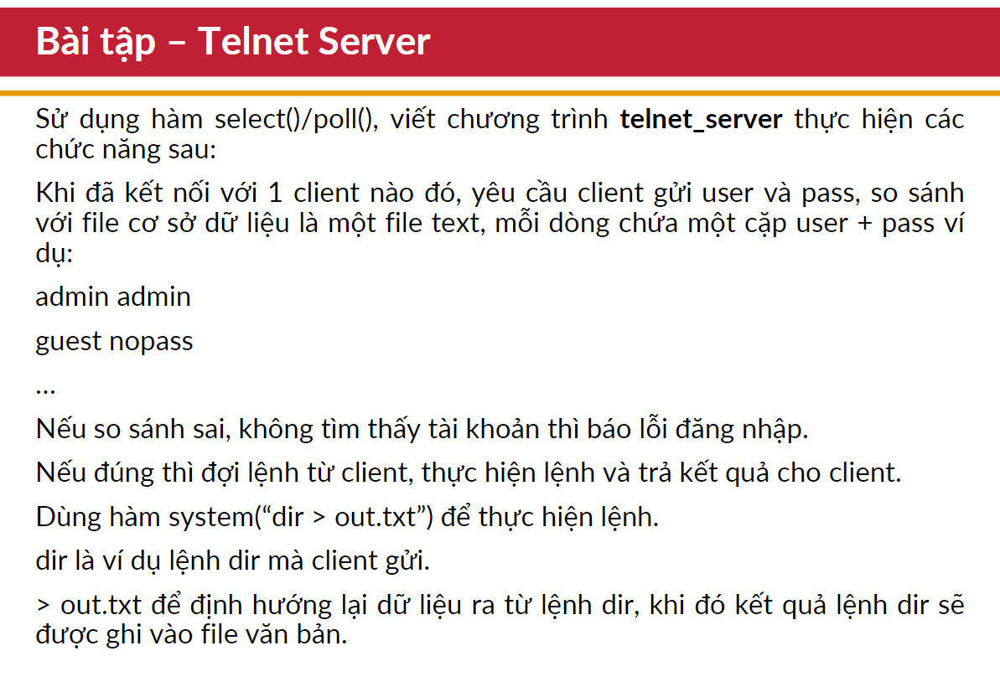 Bài tập – Telnet Server
Sử dụng hàm select()/poll(), viết chương trình telnet_server thực hiện các
chức năng sau:
Khi đã kết nối với 1 client nào đó, yêu cầu client gửi user và pass, so sánh
với file cơ sở dữ liệu là một file text, mỗi dòng chứa một cặp user + pass ví
dụ:
admin admin
guest nopass
…
Nếu so sánh sai, không tìm thấy tài khoản thì báo lỗi đăng nhập.
Nếu đúng thì đợi lệnh từ client, thực hiện lệnh và trả kết quả cho client.
Dùng hàm system(“dir > out.txt”) để thực hiện lệnh.
dir là ví dụ lệnh dir mà client gửi.
> out.txt để định hướng lại dữ liệu ra từ lệnh dir, khi đó kết quả lệnh dir sẽ
được ghi vào file văn bản.